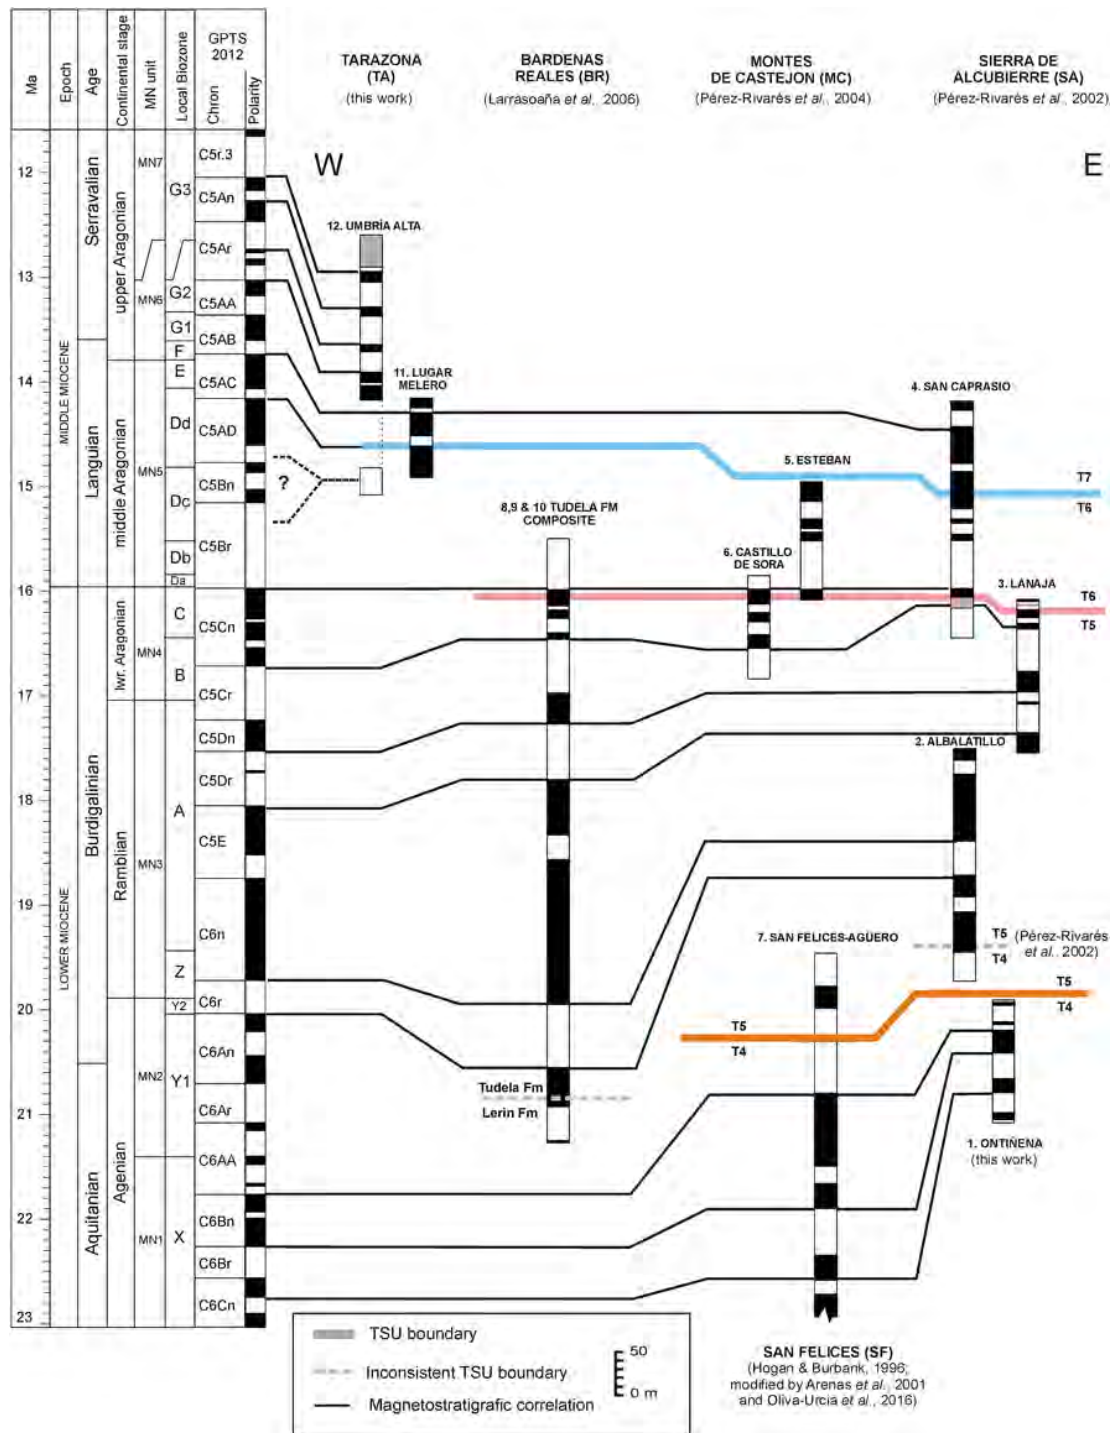 Ma
Epoch
Age
Continental stage
MN unit
Local Biozone
GPTS
2012
Chron
Polarity
TARAZONA
(TA)
(this work)
BARDENAS
REALES (BR)
(Larrasoaña et al., 2006)
MONTES
DE CASTEJON (MC)
(Pérez-Rivarés et al., 2004)
SIERRA DE
ALCUBIERRE (SA)
(Pérez-Rivarés et al., 2002)
W
E
12
13
14
15
16
17
18
19
20
21
22
23
MIDDLE MIOCENE
LOWER MIOCENE
Serravalian
Languian
Burdigalinian
Aquitanian
upper Aragonian
middle Aragonian
lwr. Aragonian
Ramblian
Agenian
MN7
MN6
MN5
MN4
MN3
MN2
MN1
G3
G2
G1
F
E
Dd
Dc
Db
Da
C
B
A
Z
Y2
Y1
X
C5r.3
C5An
C5Ar
C5AA
C5AB
C5AC
C5AD
C5Bn
C5Br
C5Cn
C5Cr
C5Dn
C5Dr
C5E
C6n
C6r
C6An
C6Ar
C6AA
C6Bn
C6Br
C6Cn
?
12. UMBRÍA ALTA
11. LUGAR
MELERO
4. SAN CAPRASIO
5. ESTEBAN
T7
T6
8,9 & 10 TUDELA FM
COMPOSITE
6. CASTILLO
DE SORA
3. LANAJA
T6
T5
2. ALBALATILLO
7. SAN FELICES-AGÜERO
T5
T4
(Pérez-Rivarés
et al. 2002)
T5
T4
T5
T4
Tudela Fm
Lerin Fm
1. ONTIÑENA
(this work)
TSU boundary
Inconsistent TSU boundary
Magnetostratigrafic correlation
50
0 m
SAN FELICES (SF)
(Hogan & Burbank, 1996;
modified by Arenas et al., 2001
and Oliva-Urcia et al., 2016)